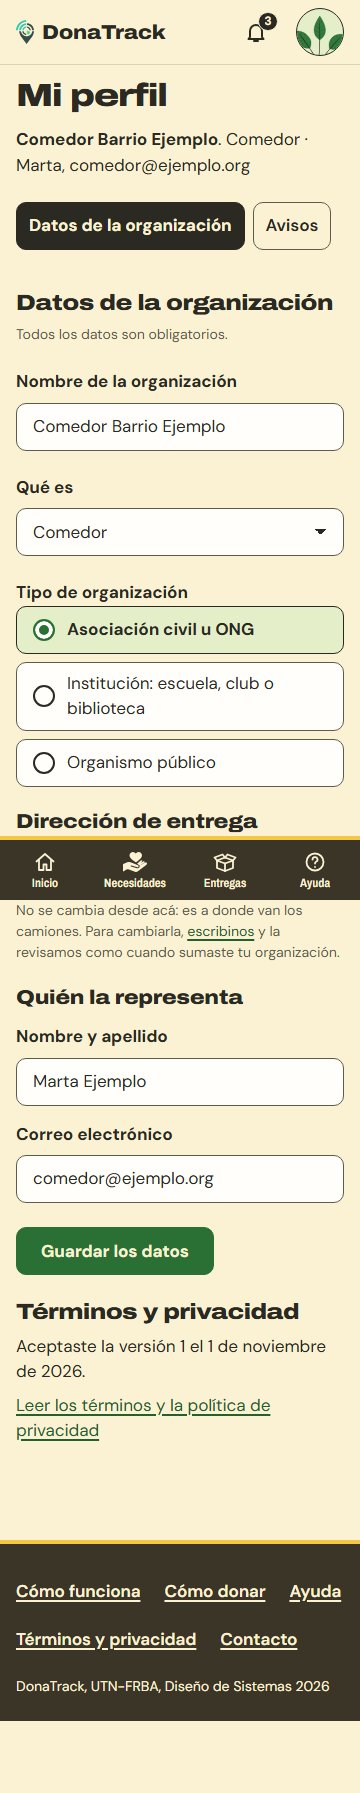 DonaTrack
3
Mi perfil
Comedor Barrio Ejemplo. Comedor ·
Marta, comedor@ejemplo.org
Datos de la organización
Avisos
Datos de la organización
Todos los datos son obligatorios.
Nombre de la organización
Comedor Barrio Ejemplo
Qué es
Comedor
Tipo de organización
Asociación civil u ONG
Institución: escuela, club o
biblioteca
Organismo público
Dirección de entrega
Inicio
Necesidades
Entregas
Ayuda
No se cambia desde acá: es a donde van los
camiones. Para cambiarla, escribinos y la
revisamos como cuando sumaste tu organización.
Quién la representa
Nombre y apellido
Marta Ejemplo
Correo electrónico
comedor@ejemplo.org
Guardar los datos
Términos y privacidad
Aceptaste la versión 1 el 1 de noviembre
de 2026.
Leer los términos y la política de
privacidad
Cómo funciona
Cómo donar
Ayuda
Términos y privacidad
Contacto
DonaTrack, UTN-FRBA, Diseño de Sistemas 2026